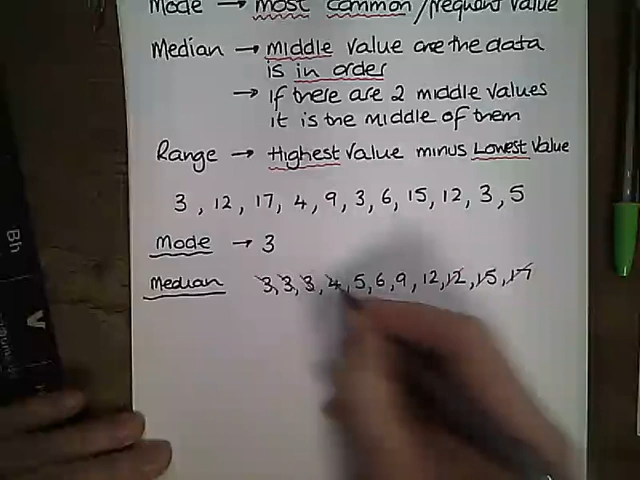 Mode → most common / frequent value
Median → middle value are the data
is in order
→ If there are 2 middle values
it is the middle of them
Range → Highest value minus Lowest value
3, 12, 17, 4, 9, 3, 6, 15, 12, 3, 5
Mode → 3
Median 3, 3, 3, 4, 5, 6, 9, 12, 12, 15, 17
Bh